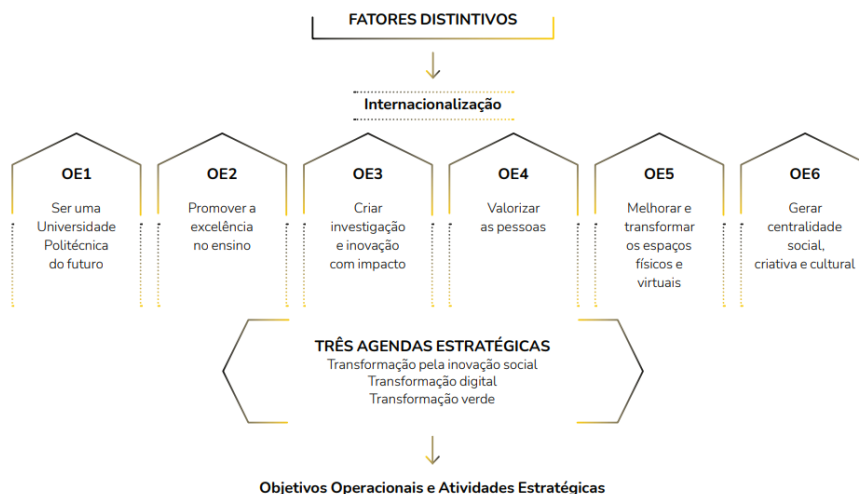 FATORES DISTINTIVOS
Internacionalização
OE1
Ser uma
Universidade
Politécnica
do futuro
OE2
Promover a
excelência
no ensino
OE3
Criar
investigação
e inovação
com impacto
OE4
Valorizar
as pessoas
OE5
Melhorar e
transformar
os espaços
físicos e
virtuais
OE6
Gerar
centralidade
social,
criativa e cultural
TRÊS AGENDAS ESTRATÉGICAS
Transformação pela inovação social
Transformação digital
Transformação verde
Objetivos Operacionais e Atividades Estratégicas